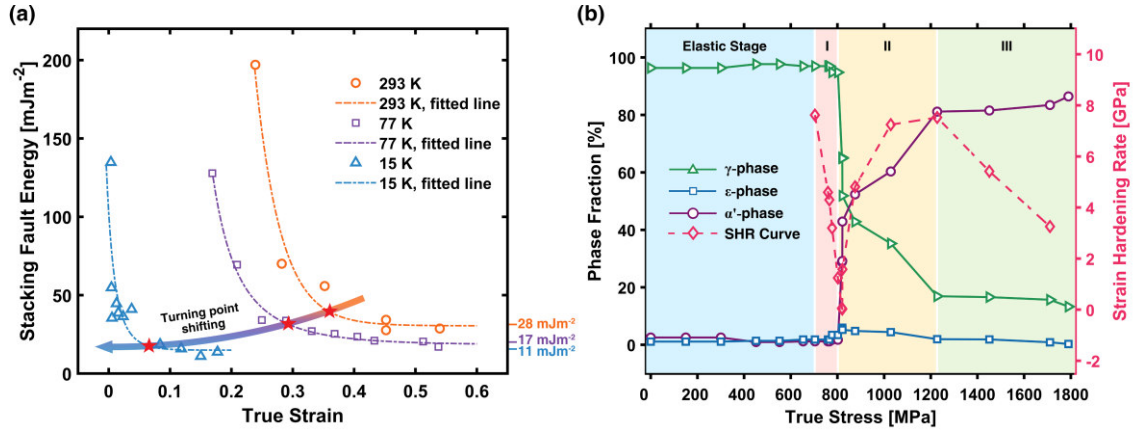 (a)
Stacking Fault Energy [mJm⁻²]
200
150
100
50
0
293 K
293 K, fitted line
77 K
77 K, fitted line
15 K
15 K, fitted line
Turning point
shifting
28 mJm⁻²
17 mJm⁻²
11 mJm⁻²
0
0.1
0.2
0.3
0.4
0.5
0.6
True Strain
(b)
Phase Fraction [%]
100
80
60
40
20
0
Elastic Stage
I
II
III
γ-phase
ε-phase
α'-phase
SHR Curve
10
8
6
4
2
0
-2
Strain Hardening Rate [GPa]
0
200
400
600
800
1000
1200
1400
1600
1800
True Stress [MPa]